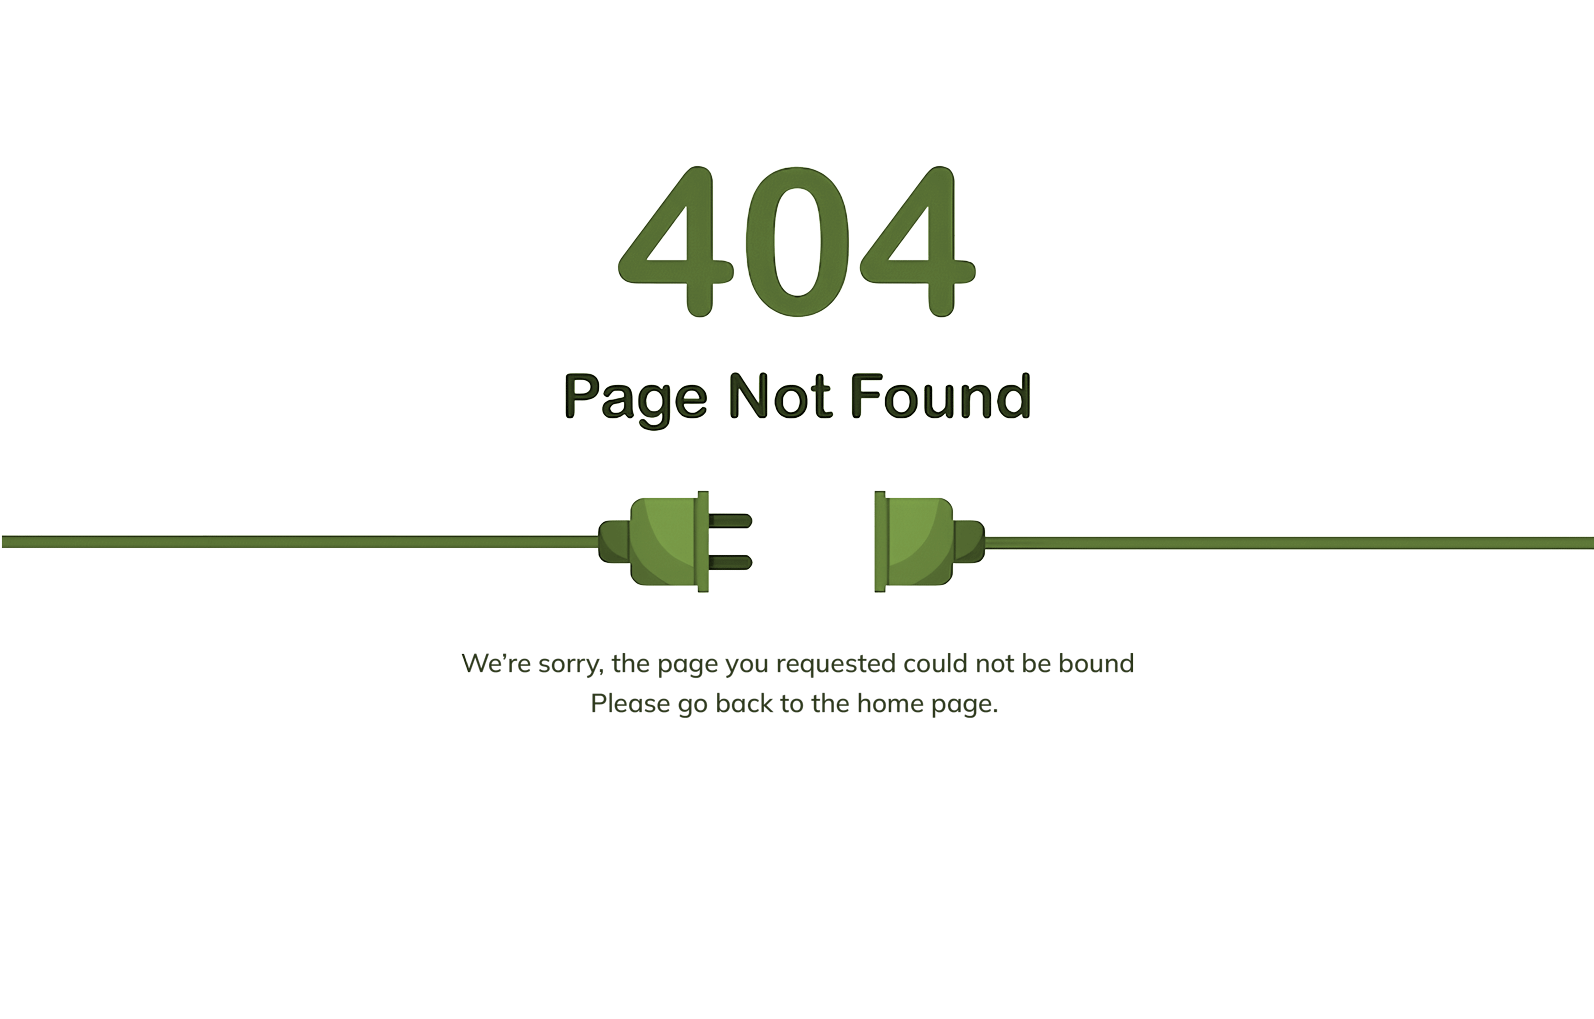 404
Page Not Found
We’re sorry, the page you requested could not be bound
Please go back to the home page.